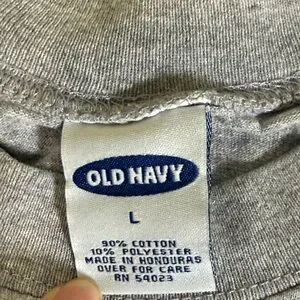 OLD NAVY
L
90% COTTON
10% POLYESTER
MADE IN HONDURAS
OVER FOR CARE
RN 54023